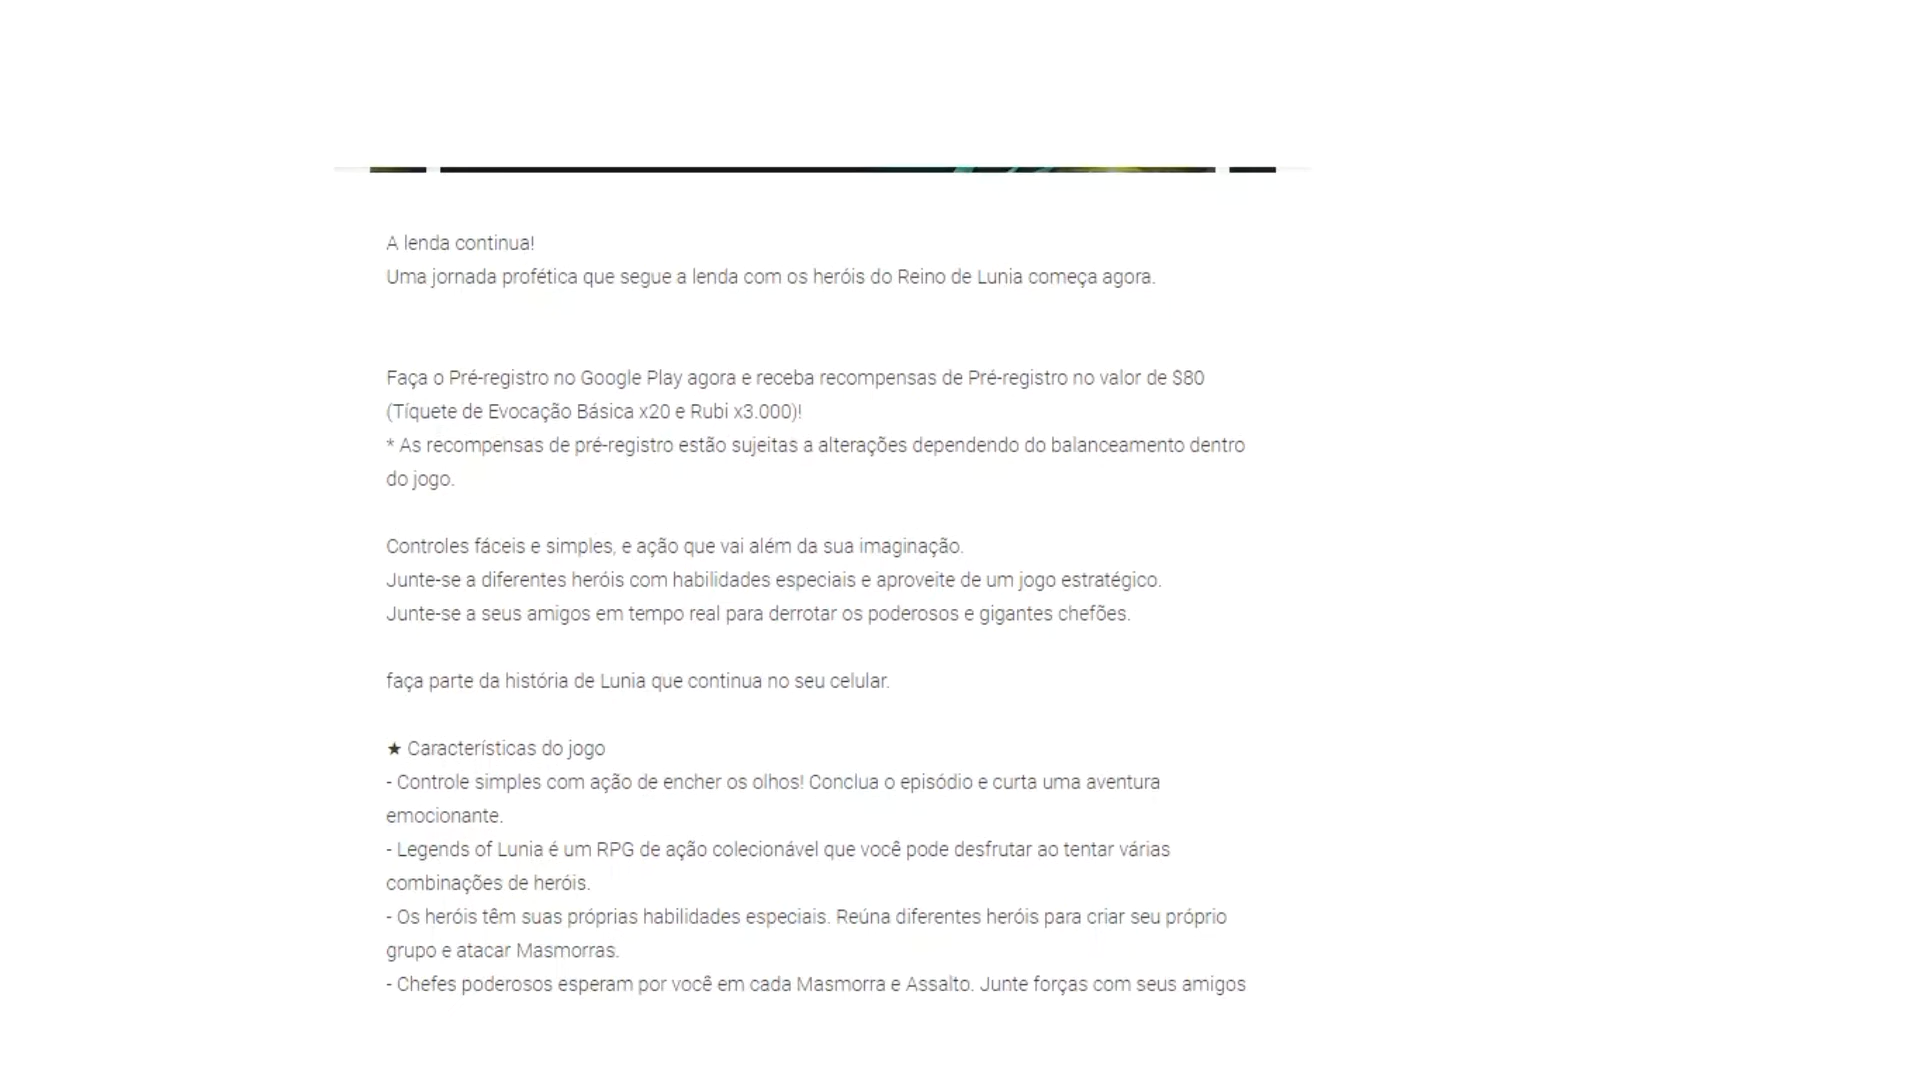 A lenda continua!
Uma jornada profética que segue a lenda com os heróis do Reino de Lunia começa agora.
Faça o Pré-registro no Google Play agora e receba recompensas de Pré-registro no valor de $80
(Tíquete de Evocação Básica x20 e Rubi x3.000)!
* As recompensas de pré-registro estão sujeitas a alterações dependendo do balanceamento dentro
do jogo.
Controles fáceis e simples, e ação que vai além da sua imaginação.
Junte-se a diferentes heróis com habilidades especiais e aproveite de um jogo estratégico.
Junte-se a seus amigos em tempo real para derrotar os poderosos e gigantes chefões.
faça parte da história de Lunia que continua no seu celular.
★ Características do jogo
- Controle simples com ação de encher os olhos! Conclua o episódio e curta uma aventura
emocionante.
- Legends of Lunia é um RPG de ação colecionável que você pode desfrutar ao tentar várias
combinações de heróis.
- Os heróis têm suas próprias habilidades especiais. Reúna diferentes heróis para criar seu próprio
grupo e atacar Masmorras.
- Chefes poderosos esperam por você em cada Masmorra e Assalto. Junte forças com seus amigos